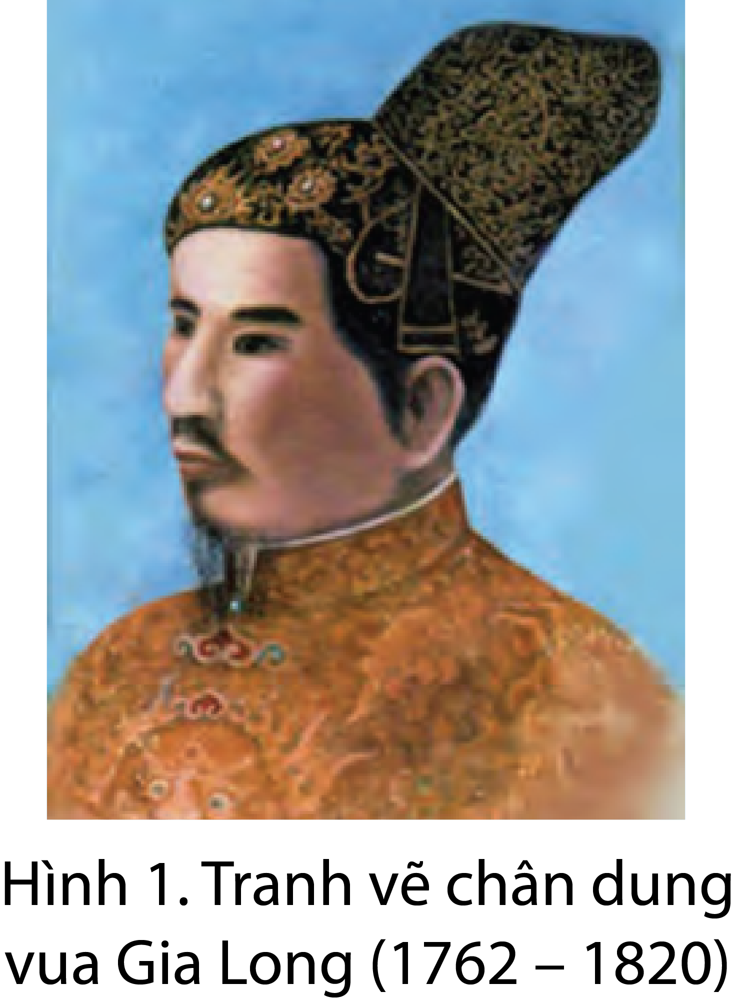 Hình 1. Tranh vẽ chân dung
vua Gia Long (1762 – 1820)